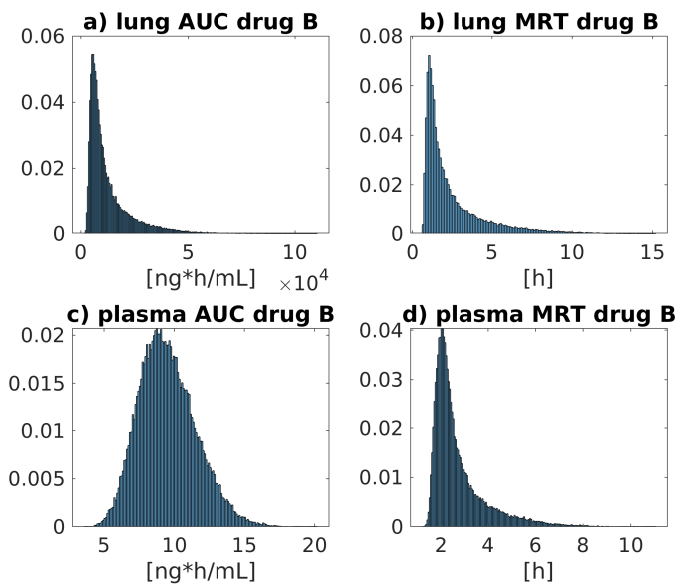 a) lung AUC drug B
0.06
0.04
0.02
0
0 5 10
[ng*h/mL] ×10^4
b) lung MRT drug B
0.08
0.06
0.04
0.02
0
0 5 10 15
[h]
c) plasma AUC drug B
0.02
0.015
0.01
0.005
0
5 10 15 20
[ng*h/mL]
d) plasma MRT drug B
0.04
0.03
0.02
0.01
0
2 4 6 8 10
[h]